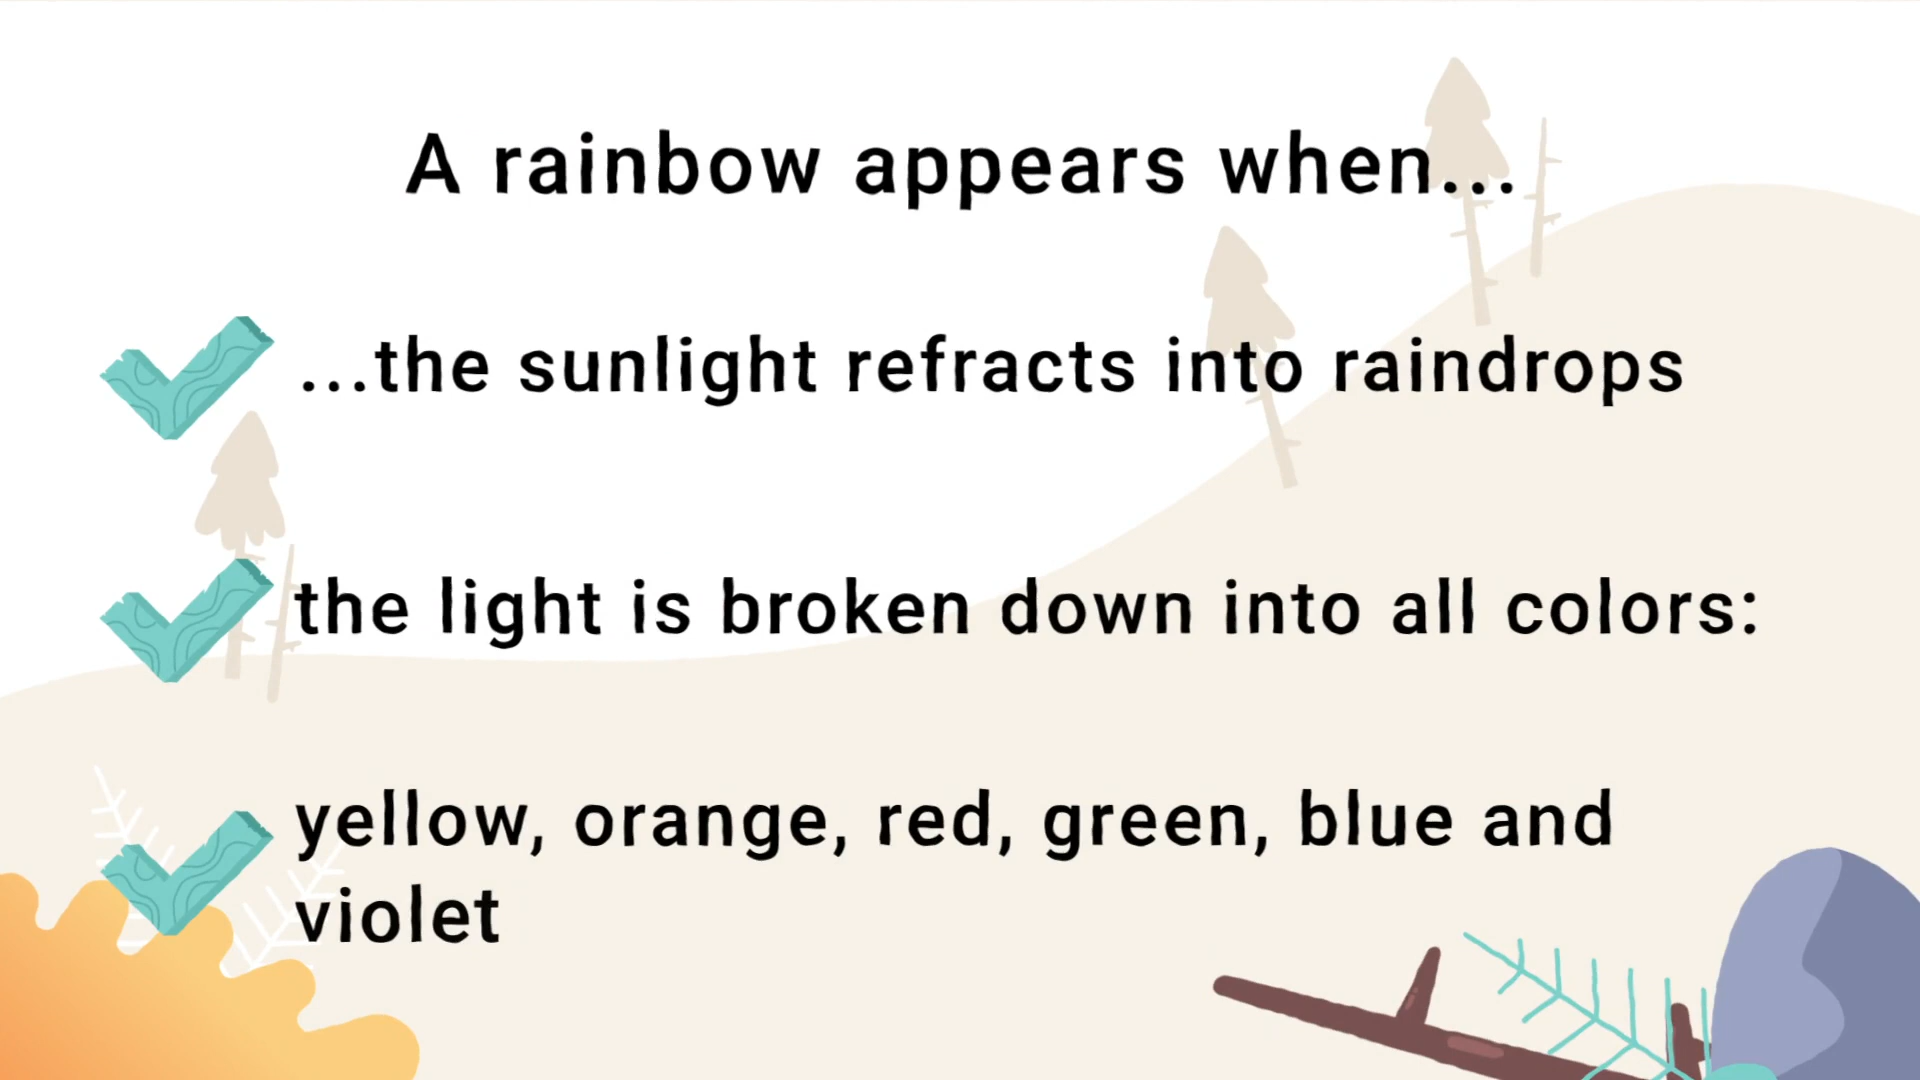 A rainbow appears when...
...the sunlight refracts into raindrops
the light is broken down into all colors:
yellow, orange, red, green, blue and
violet